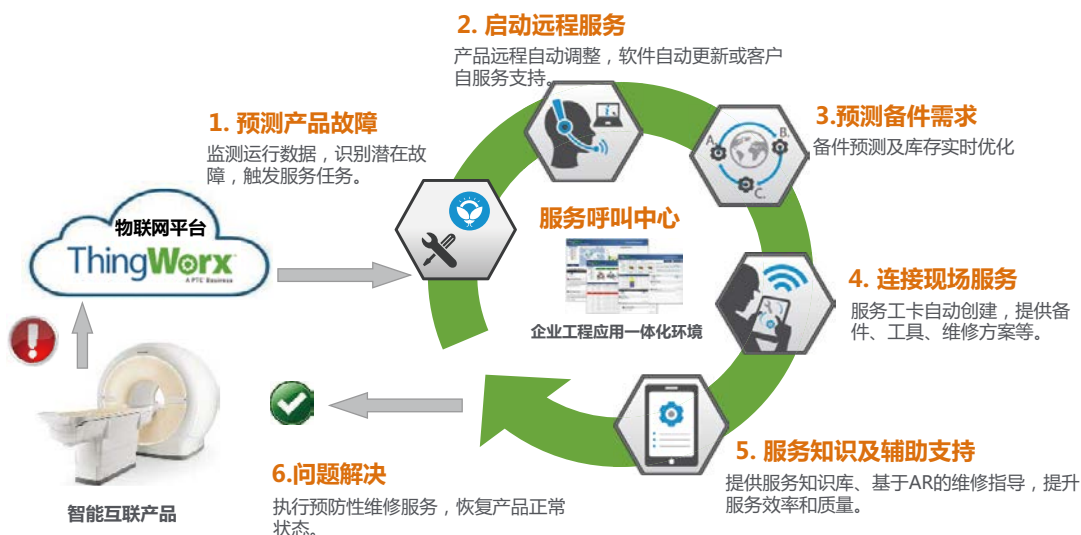 2. 启动远程服务
产品远程自动调整，软件自动更新或客户
自服务支持。
1. 预测产品故障
监测运行数据，识别潜在故
障，触发服务任务。
3.预测备件需求
备件预测及库存实时优化
A.
B.
C.
物联网平台
ThingWorx
A PTC Business
服务呼叫中心
企业工程应用一体化环境
4. 连接现场服务
服务工卡自动创建，提供备
件、工具、维修方案等。
5. 服务知识及辅助支持
提供服务知识库、基于AR的维修指导，提升
服务效率和质量。
6.问题解决
执行预防性维修服务，恢复产品正常
状态。
智能互联产品